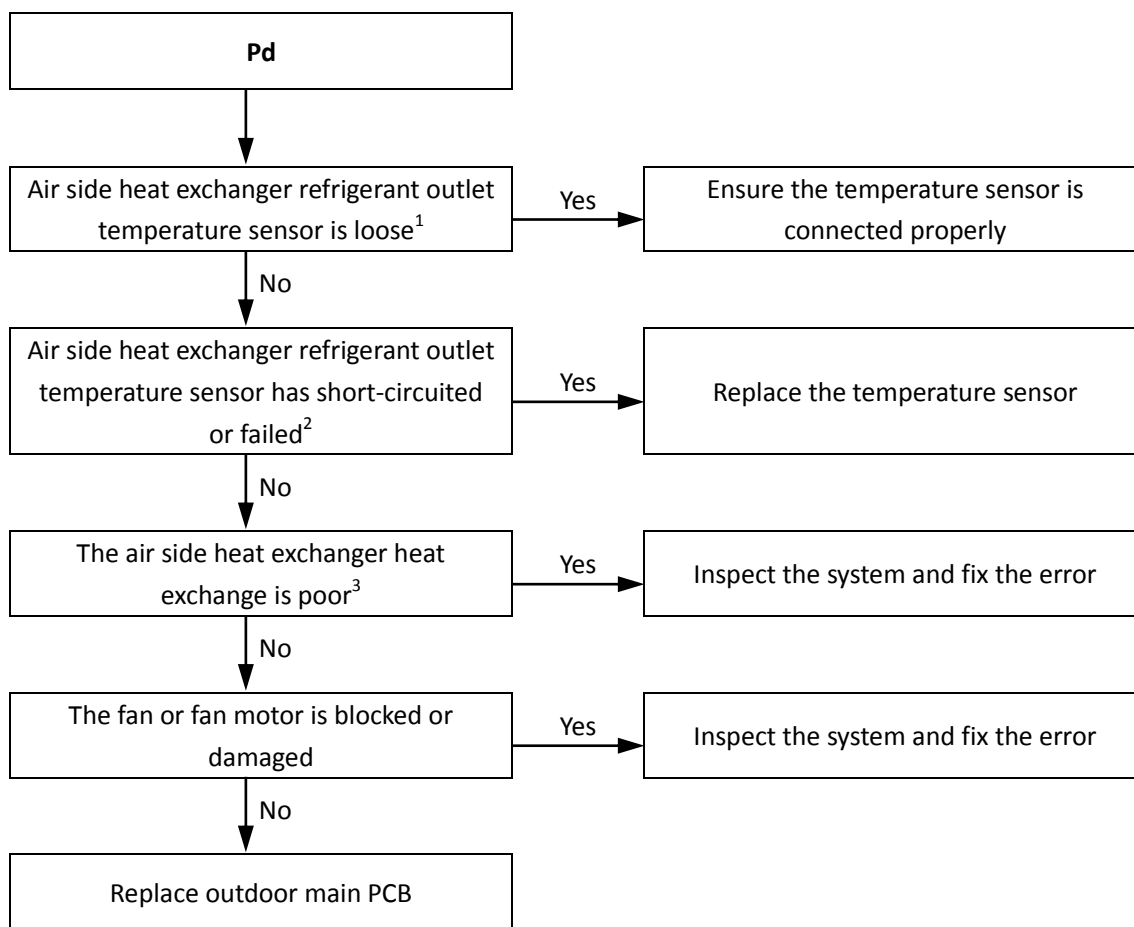 Pd
Air side heat exchanger refrigerant outlet
temperature sensor is loose¹
Yes
Ensure the temperature sensor is
connected properly
No
Air side heat exchanger refrigerant outlet
temperature sensor has short-circuited
or failed²
Yes
Replace the temperature sensor
No
The air side heat exchanger heat
exchange is poor³
Yes
Inspect the system and fix the error
No
The fan or fan motor is blocked or
damaged
Yes
Inspect the system and fix the error
No
Replace outdoor main PCB